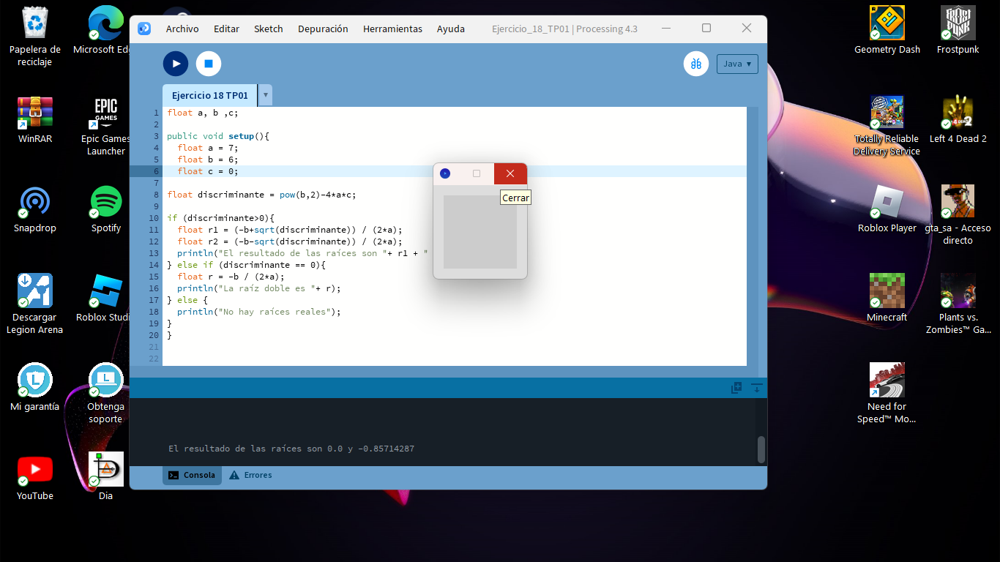 Papelera de
reciclaje
Microsoft Ed
WinRAR
EPIC
GAMES
Epic Games
Launcher
Snapdrop
Spotify
Descargar
Legion Arena
Roblox Studi
Mi garantía
Obtenga
soporte
YouTube
Dia
Archivo Editar Sketch Depuración Herramientas Ayuda Ejercicio_18_TP01 | Processing 4.3
Java ▾
Ejercicio 18 TP01 ▾
1 float a, b ,c;
2
3 public void setup(){
4 float a = 7;
5 float b = 6;
6 float c = 0;
7
8 float discriminante = pow(b,2)-4*a*c;
9
10 if (discriminante>0){
11 float r1 = (-b+sqrt(discriminante)) / (2*a);
12 float r2 = (-b-sqrt(discriminante)) / (2*a);
13 println("El resultado de las raíces son "+ r1 + "
14 } else if (discriminante == 0){
15 float r = -b / (2*a);
16 println("La raíz doble es "+ r);
17 } else {
18 println("No hay raíces reales");
19 }
20 }
21
22
Cerrar
El resultado de las raíces son 0.0 y -0.85714287
Consola Errores
Geometry Dash
FROST
PUNK
Frostpunk
Totally Reliable
Delivery Service
Left 4 Dead 2
Roblox Player
gta_sa - Acceso
directo
Minecraft
Plants vs.
Zombies™ Ga...
Need for
Speed™ Mo...